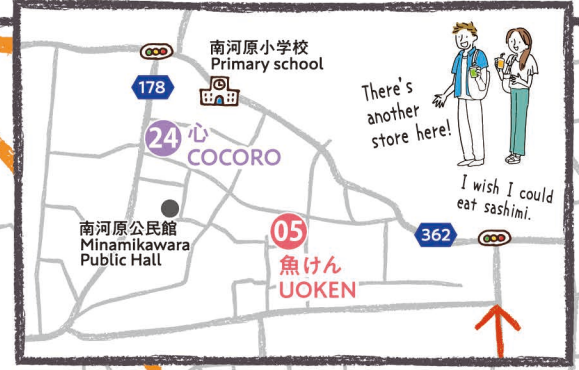 南河原小学校
Primary school
178
24 心
COCORO
There's
another
store here!
I wish I could
eat sashimi.
南河原公民館
Minamikawara
Public Hall
05
魚けん
UOKEN
362